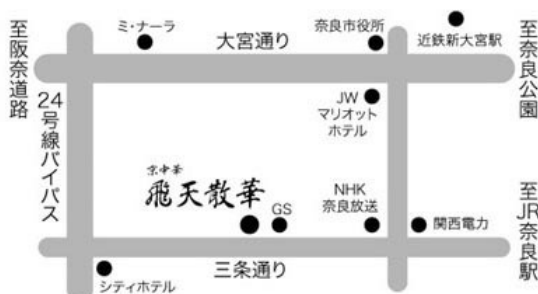 至阪奈道路
ミ・ナーラ
大宮通り
奈良市役所
近鉄新大宮駅
至奈良公園
24号線バイパス
JW
マリオット
ホテル
京中華
飛天散華
GS
NHK
奈良放送
関西電力
至JR奈良駅
三条通り
シティホテル